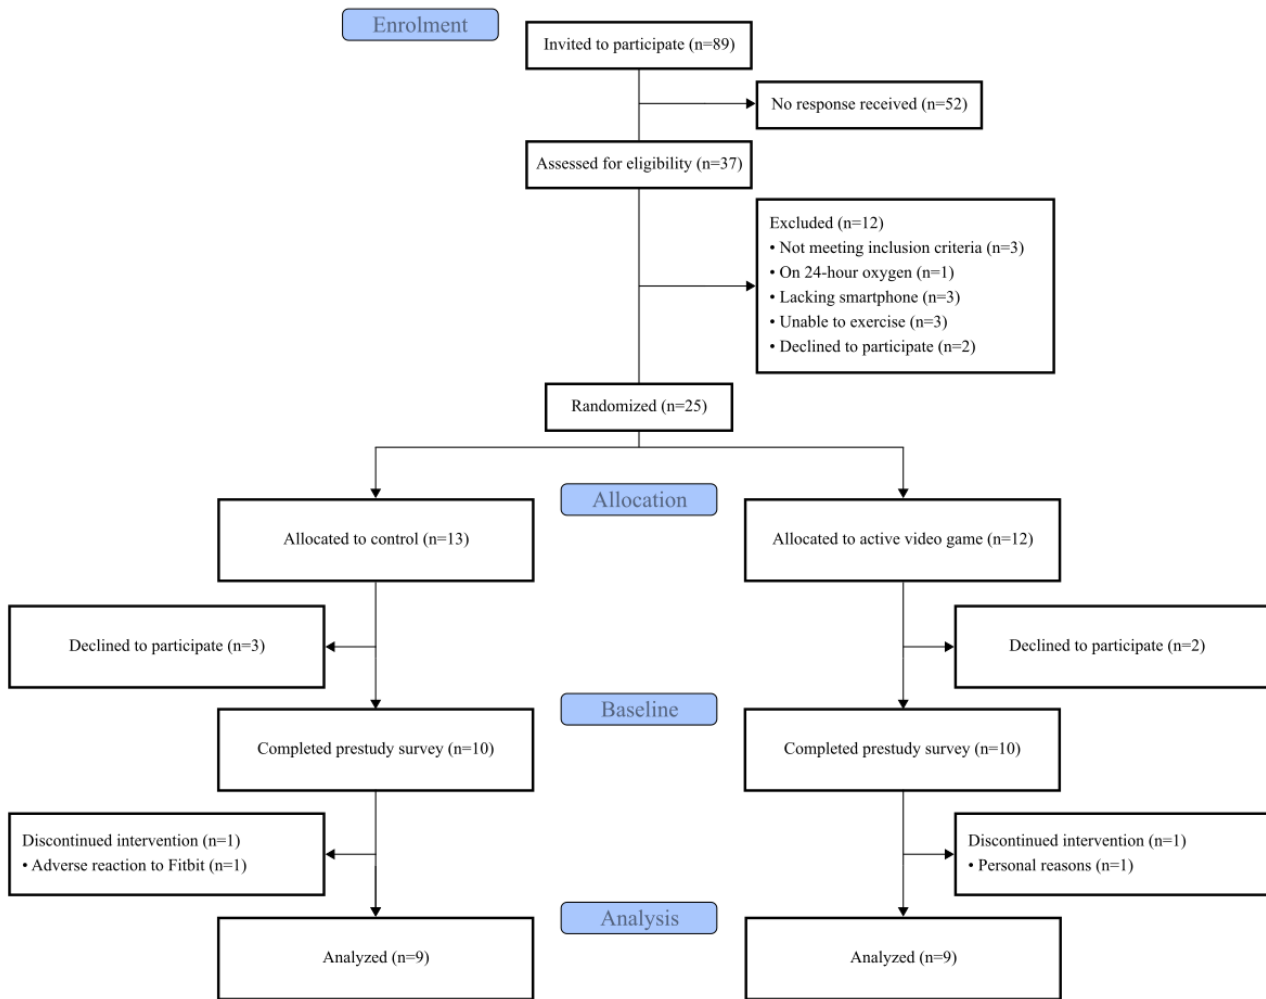 Enrolment
Invited to participate (n=89)
No response received (n=52)
Assessed for eligibility (n=37)
Excluded (n=12)
• Not meeting inclusion criteria (n=3)
• On 24-hour oxygen (n=1)
• Lacking smartphone (n=3)
• Unable to exercise (n=3)
• Declined to participate (n=2)
Randomized (n=25)
Allocation
Allocated to control (n=13)
Allocated to active video game (n=12)
Declined to participate (n=3)
Declined to participate (n=2)
Baseline
Completed prestudy survey (n=10)
Completed prestudy survey (n=10)
Discontinued intervention (n=1)
• Adverse reaction to Fitbit (n=1)
Discontinued intervention (n=1)
• Personal reasons (n=1)
Analysis
Analyzed (n=9)
Analyzed (n=9)